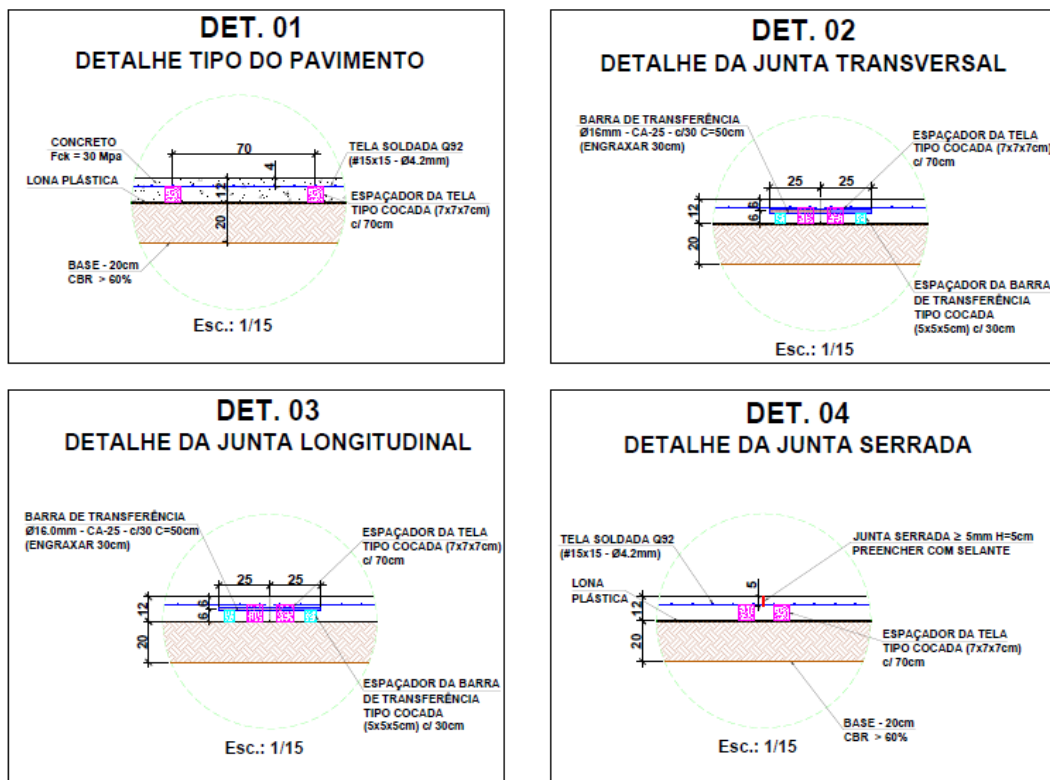 DET. 01
DETALHE TIPO DO PAVIMENTO
CONCRETO
Fck = 30 Mpa
LONA PLÁSTICA
70
4
12
20
TELA SOLDADA Q92
(#15x15 - Ø4.2mm)
ESPAÇADOR DA TELA
TIPO COCADA (7x7x7cm)
c/ 70cm
BASE - 20cm
CBR > 60%
Esc.: 1/15
DET. 02
DETALHE DA JUNTA TRANSVERSAL
BARRA DE TRANSFERÊNCIA
Ø16mm - CA-25 - c/30 C=50cm
(ENGRAXAR 30cm)
25
25
12
6
6
20
ESPAÇADOR DA TELA
TIPO COCADA (7x7x7cm)
c/ 70cm
ESPAÇADOR DA BARRA
DE TRANSFERÊNCIA
TIPO COCADA
(5x5x5cm) c/ 30cm
Esc.: 1/15
DET. 03
DETALHE DA JUNTA LONGITUDINAL
BARRA DE TRANSFERÊNCIA
Ø16.0mm - CA-25 - c/30 C=50cm
(ENGRAXAR 30cm)
25
25
12
6
6
20
ESPAÇADOR DA TELA
TIPO COCADA (7x7x7cm)
c/ 70cm
ESPAÇADOR DA BARRA
DE TRANSFERÊNCIA
TIPO COCADA
(5x5x5cm) c/ 30cm
Esc.: 1/15
DET. 04
DETALHE DA JUNTA SERRADA
TELA SOLDADA Q92
(#15x15 - Ø4.2mm)
LONA
PLÁSTICA
5
12
20
JUNTA SERRADA ≥ 5mm H=5cm
PREENCHER COM SELANTE
ESPAÇADOR DA TELA
TIPO COCADA (7x7x7cm)
c/ 70cm
BASE - 20cm
CBR > 60%
Esc.: 1/15